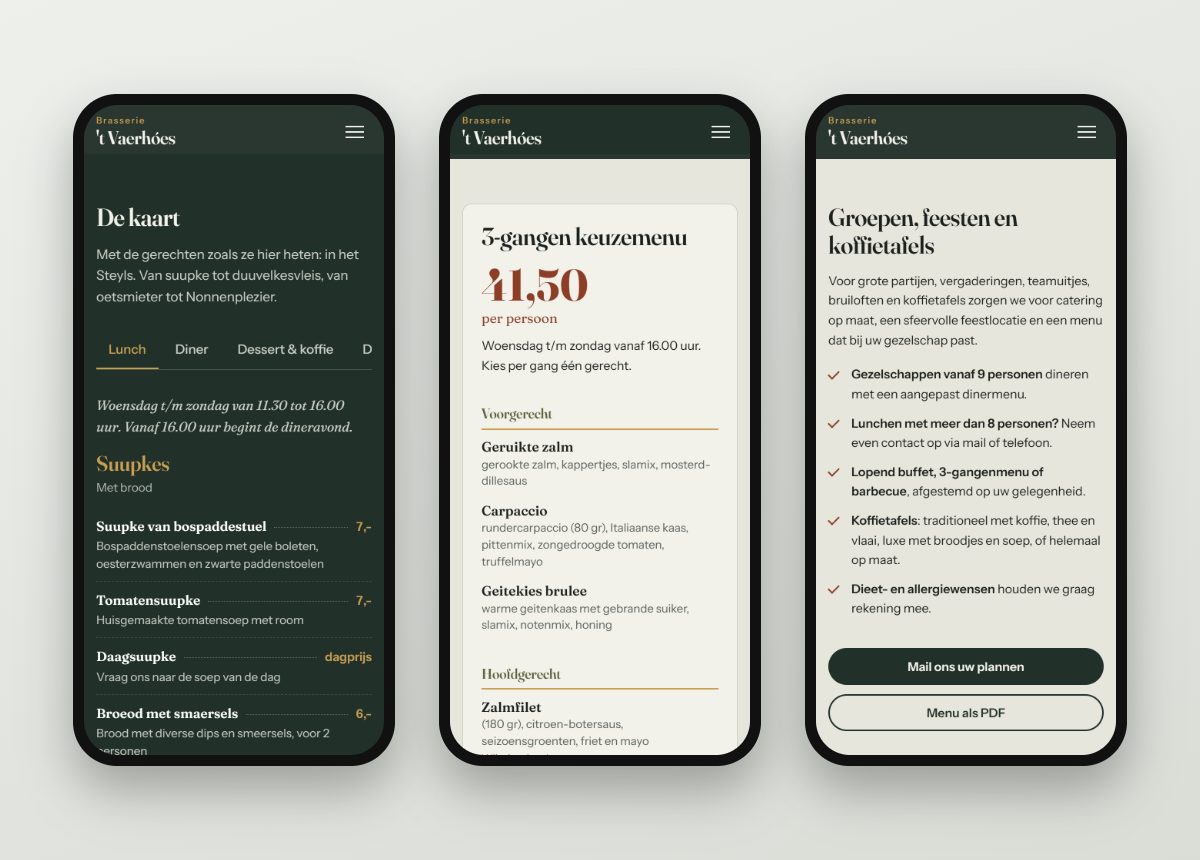 Brasserie
't Vaerhóes
De kaart
Met de gerechten zoals ze hier heten: in het
Steyls. Van suupke tot duuvelkesvleis, van
oetsmieter tot Nonnenplezier.
Lunch Diner Dessert & koffie D
Woensdag t/m zondag van 11.30 tot 16.00
uur. Vanaf 16.00 uur begint de dineravond.
Suupkes
Met brood
Suupke van bospaddestuel 7,-
Bospaddenstoelensoep met gele boleten,
oesterzwammen en zwarte paddenstoelen
Tomatensuupke 7,-
Huisgemaakte tomatensoep met room
Daagsuupke dagprijs
Vraag ons naar de soep van de dag
Broeod met smaersels 6,-
Brood met diverse dips en smeersels, voor 2
personen
Brasserie
't Vaerhóes
3-gangen keuzemenu
41,50
per persoon
Woensdag t/m zondag vanaf 16.00 uur.
Kies per gang één gerecht.
Voorgerecht
Geruikte zalm
gerookte zalm, kappertjes, slamix, mosterd-
dillesaus
Carpaccio
rundercarpaccio (80 gr), Italiaanse kaas,
pittenmix, zongedroogde tomaten,
truffelmayo
Geitekies brulee
warme geitenkaas met gebrande suiker,
slamix, notenmix, honing
Hoofdgerecht
Zalmfilet
(180 gr), citroen-botersaus,
seizoensgroenten, friet en mayo
Brasserie
't Vaerhóes
Groepen, feesten en
koffietafels
Voor grote partijen, vergaderingen, teamuitjes,
bruiloften en koffietafels zorgen we voor catering
op maat, een sfeervolle feestlocatie en een menu
dat bij uw gezelschap past.
Gezelschappen vanaf 9 personen dineren
met een aangepast dinermenu.
Lunchen met meer dan 8 personen? Neem
even contact op via mail of telefoon.
Lopend buffet, 3-gangenmenu of
barbecue, afgestemd op uw gelegenheid.
Koffietafels: traditioneel met koffie, thee en
vlaai, luxe met broodjes en soep, of helemaal
op maat.
Dieet- en allergiewensen houden we graag
rekening mee.
Mail ons uw plannen
Menu als PDF